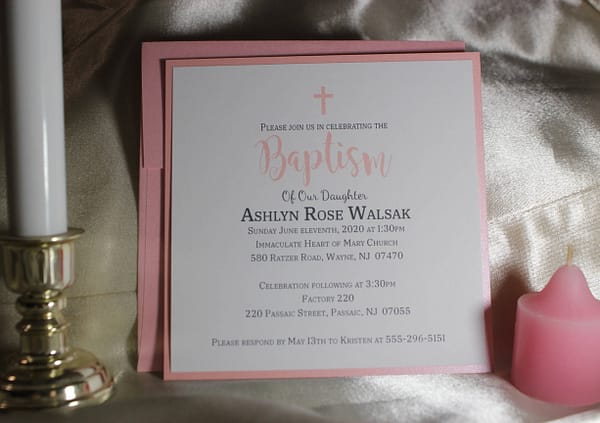 Please join us in celebrating the
Baptism
Of Our Daughter
Ashlyn Rose Walsak
Sunday June eleventh, 2020 at 1:30pm
Immaculate Heart of Mary Church
580 Ratzer Road, Wayne, NJ 07470
Celebration following at 3:30pm
Factory 220
220 Passaic Street, Passaic, NJ 07055
Please respond by May 13th to Kristen at 555-296-5151